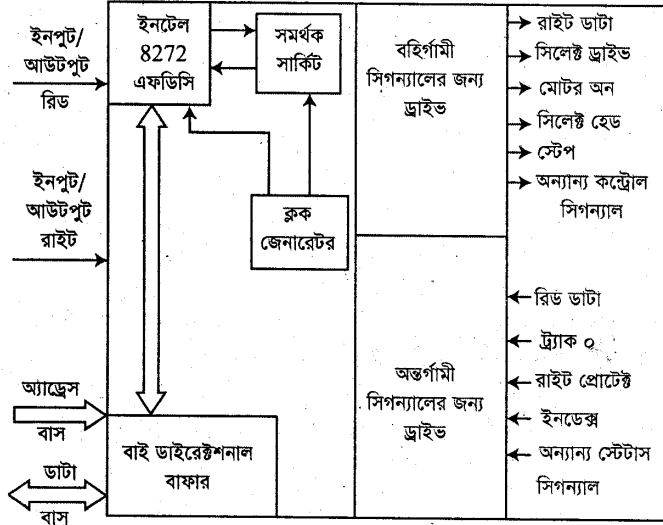 ইনপুট/
আউটপুট
রিড
ইনপুট/
আউটপুট
রাইট
অ্যাড্রেস
বাস
ডাটা
বাস
ইনটেল
8272
এফডিসি
সমর্থক
সার্কিট
ক্লক
জেনারেটর
বাই ডাইরেক্টশনাল
বাফার
বহির্গামী
সিগন্যালের জন্য
ড্রাইভ
অন্তর্গামী
সিগন্যালের জন্য
ড্রাইভ
রাইট ডাটা
সিলেক্ট ড্রাইভ
মোটর অন
সিলেক্ট হেড
স্টেপ
অন্যান্য কন্ট্রোল
সিগন্যাল
রিড ডাটা
ট্র্যাক ০
রাইট প্রোটেক্ট
ইনডেক্স
অন্যান্য স্টেটাস
সিগন্যাল